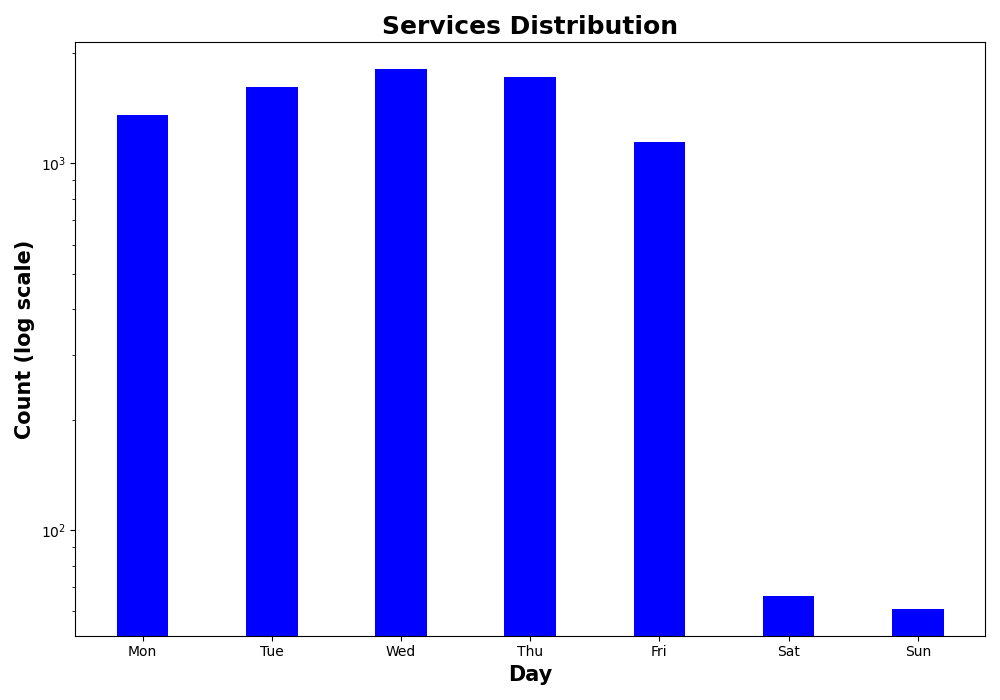 Services Distribution
Count (log scale)
10³
10²
Mon Tue Wed Thu Fri Sat Sun
Day